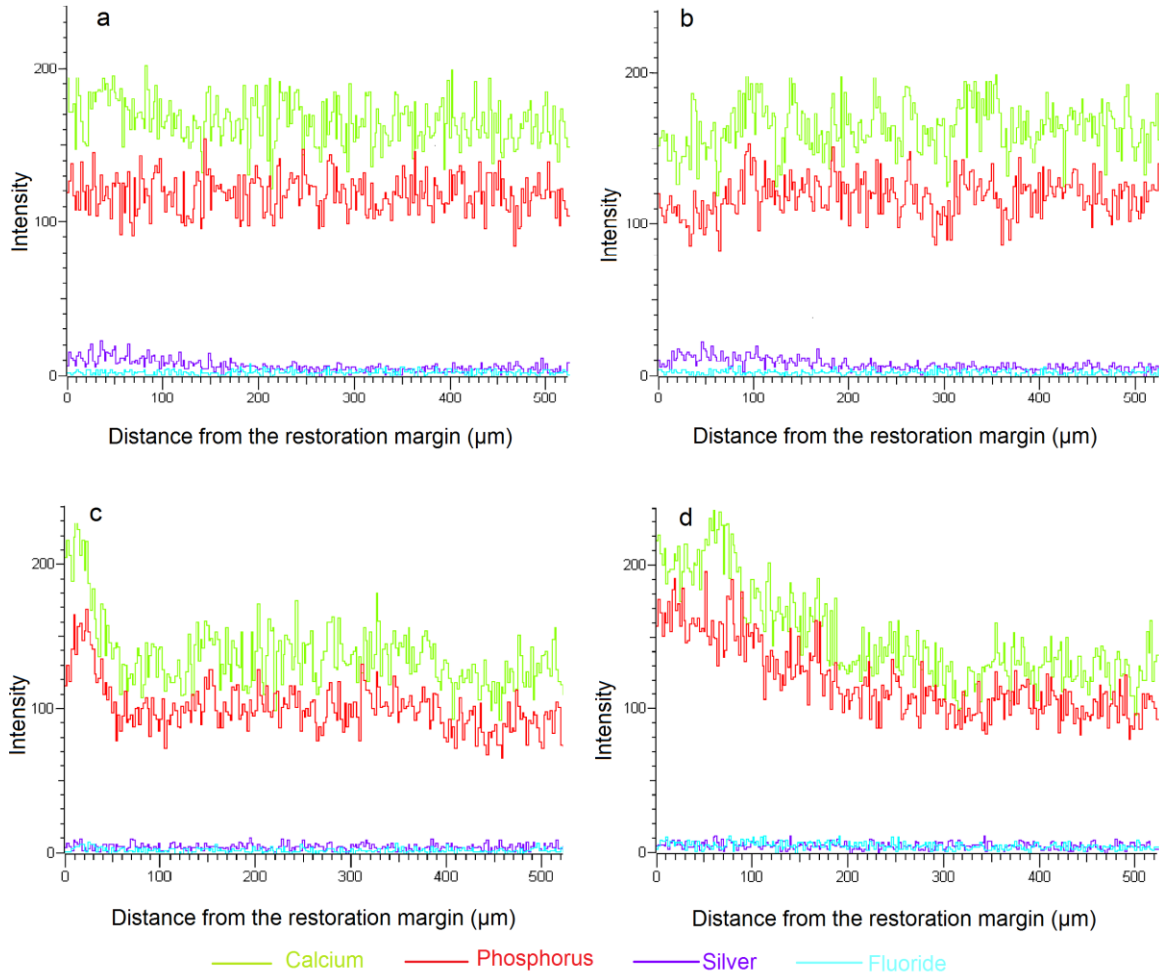 a
200
100
0
Intensity
0 100 200 300 400 500
Distance from the restoration margin (µm)
b
200
100
0
Intensity
0 100 200 300 400 500
Distance from the restoration margin (µm)
c
200
100
0
Intensity
0 100 200 300 400 500
Distance from the restoration margin (µm)
d
200
100
0
Intensity
0 100 200 300 400 500
Distance from the restoration margin (µm)
Calcium Phosphorus Silver Fluoride